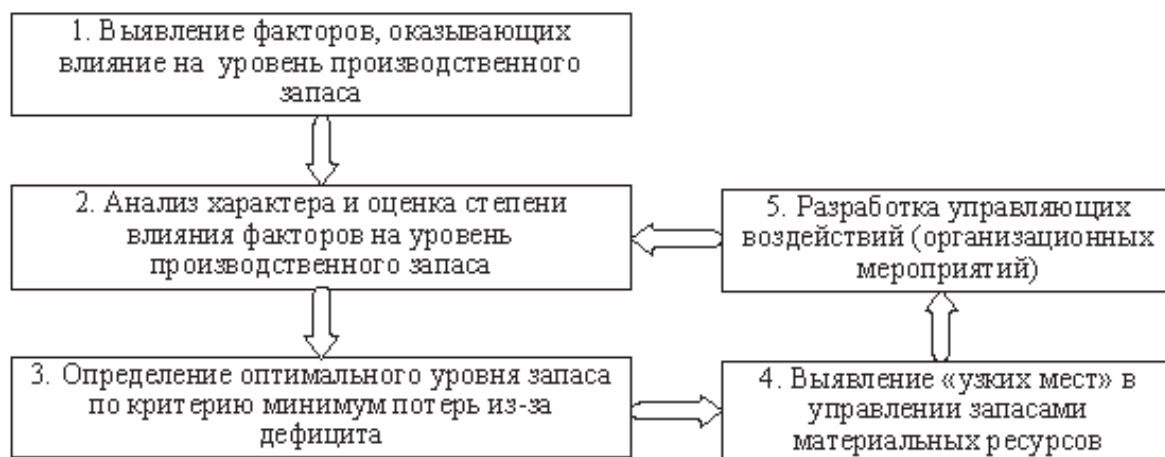 1. Выявление факторов, оказывающих
влияние на уровень производственного
запаса
2. Анализ характера и оценка степени
влияния факторов на уровень
производственного запаса
3. Определение оптимального уровня запаса
по критерию минимум потерь из-за
дефицита
4. Выявление «узких мест» в
управлении запасами
материальных ресурсов
5. Разработка управляющих
воздействий (организационных
мероприятий)